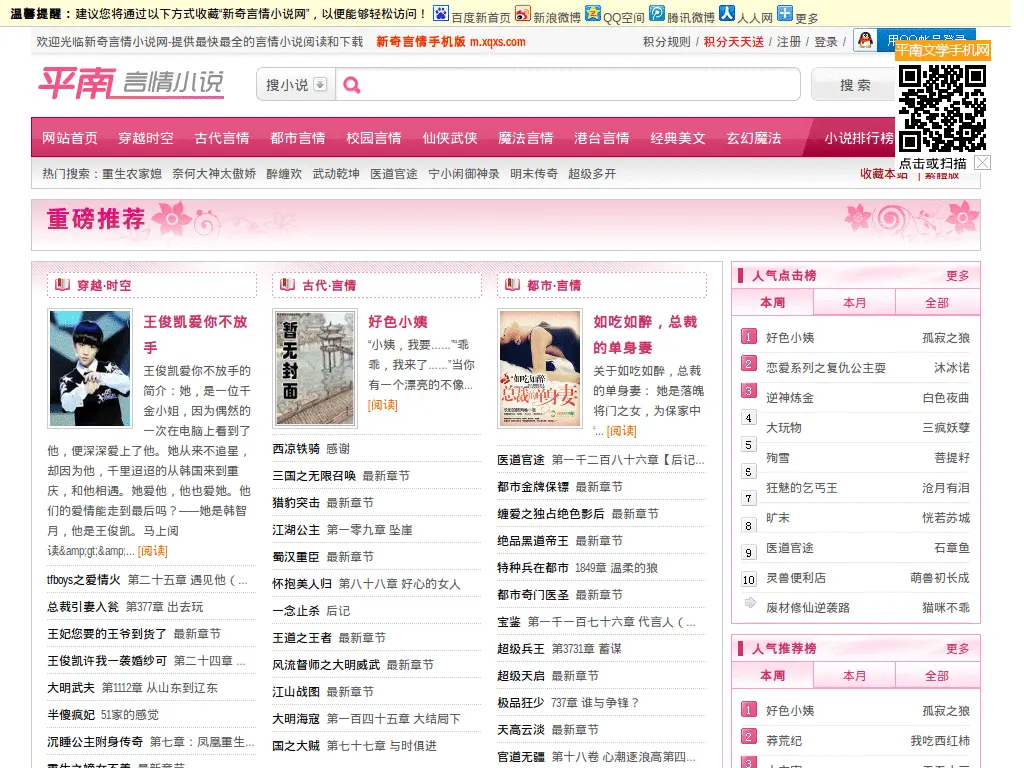 温馨提醒：建议您将通过以下方式收藏“新奇言情小说网”，以便能够轻松访问！ 百度新首页 新浪微博 QQ空间 腾讯微博 人人网 更多
欢迎光临新奇言情小说网-提供最快最全的言情小说阅读和下载 新奇言情手机版 m.xqxs.com 积分规则 / 积分天天送 / 注册 / 登录 /
平南文学手机网
平南 言情小说 搜小说 搜 索
网站首页 穿越时空 古代言情 都市言情 校园言情 仙侠武侠 魔法言情 港台言情 经典美文 玄幻魔法 小说排行榜
点击或扫描
热门搜索：重生农家媳 奈何大神太傲娇 醉缠欢 武动乾坤 医道官途 宁小闲御神录 明末传奇 超级多开 收藏本站 | 繁體版
重磅推荐
穿越·时空
王俊凯爱你不放手
王俊凯爱你不放手的
简介：她，是一位千
金小姐，因为偶然的
一次在电脑上看到了
他，便深深爱上了他。她从来不追星，
却因为他，千里迢迢的从韩国来到重
庆，和他相遇。她爱他，他也爱她。他
们的爱情能走到最后吗？——她是韩智
月，他是王俊凯。马上阅
读&amp;gt;&amp;... [阅读]
tfboys之爱情火 第二十五章 遇见他（...
总裁引妻入瓮 第377章 出去玩
王妃您要的王爷到货了 最新章节
王俊凯许我一袭婚纱可 第二十四章 ...
大明武夫 第1112章 从山东到辽东
半傻疯妃 51家的感觉
沉睡公主附身传奇 第七章：凤凰重生...
古代·言情
暂无封面
好色小姨
“小姨，我要……”“乖
乖，我来了……”当你
有一个漂亮的不像...
[阅读]
西凉铁骑 感谢
三国之无限召唤 最新章节
猎豹突击 最新章节
江湖公主 第一零九章 坠崖
蜀汉重臣 最新章节
怀抱美人归 第八十八章 好心的女人
一念止杀 后记
王道之王者 最新章节
风流督师之大明威武 最新章节
江山战图 最新章节
大明海寇 第一百四十五章 大结局下
国之大贼 第七十七章 与时俱进
都市·言情
如吃如醉
总裁的单身妻
如吃如醉，总裁
的单身妻
关于如吃如醉，总裁
的单身妻： 她是落魄
将门之女，为保家中
‘... [阅读]
医道官途 第一千二百八十六章【后记...
都市金牌保镖 最新章节
缠爱之独占绝色影后 最新章节
绝品黑道帝王 最新章节
特种兵在都市 1849章 温柔的狼
都市奇门医圣 最新章节
宝鉴 第一千一百七十六章 代言人（...
超级兵王 第3731章 蓄谋
超级天启 最新章节
极品狂少 737章 谁与争锋？
天高云淡 最新章节
官道无疆 第十八卷 心潮逐浪高第四...
人气点击榜 更多
本周 本月 全部
1 好色小姨 孤寂之狼
2 恋爱系列之复仇公主耍 沐冰诺
3 逆神炼金 白色夜曲
4 大玩物 三疯妖孽
5 殉雪 菩提籽
6 狂魅的乞丐王 沧月有泪
7 旷末 恍若苏城
8 医道官途 石章鱼
9 灵兽便利店 萌兽初长成
10 废材修仙逆袭路 猫咪不乖
人气推荐榜 更多
本周 本月 全部
1 好色小姨 孤寂之狼
2 莽荒纪 我吃西红柿
3